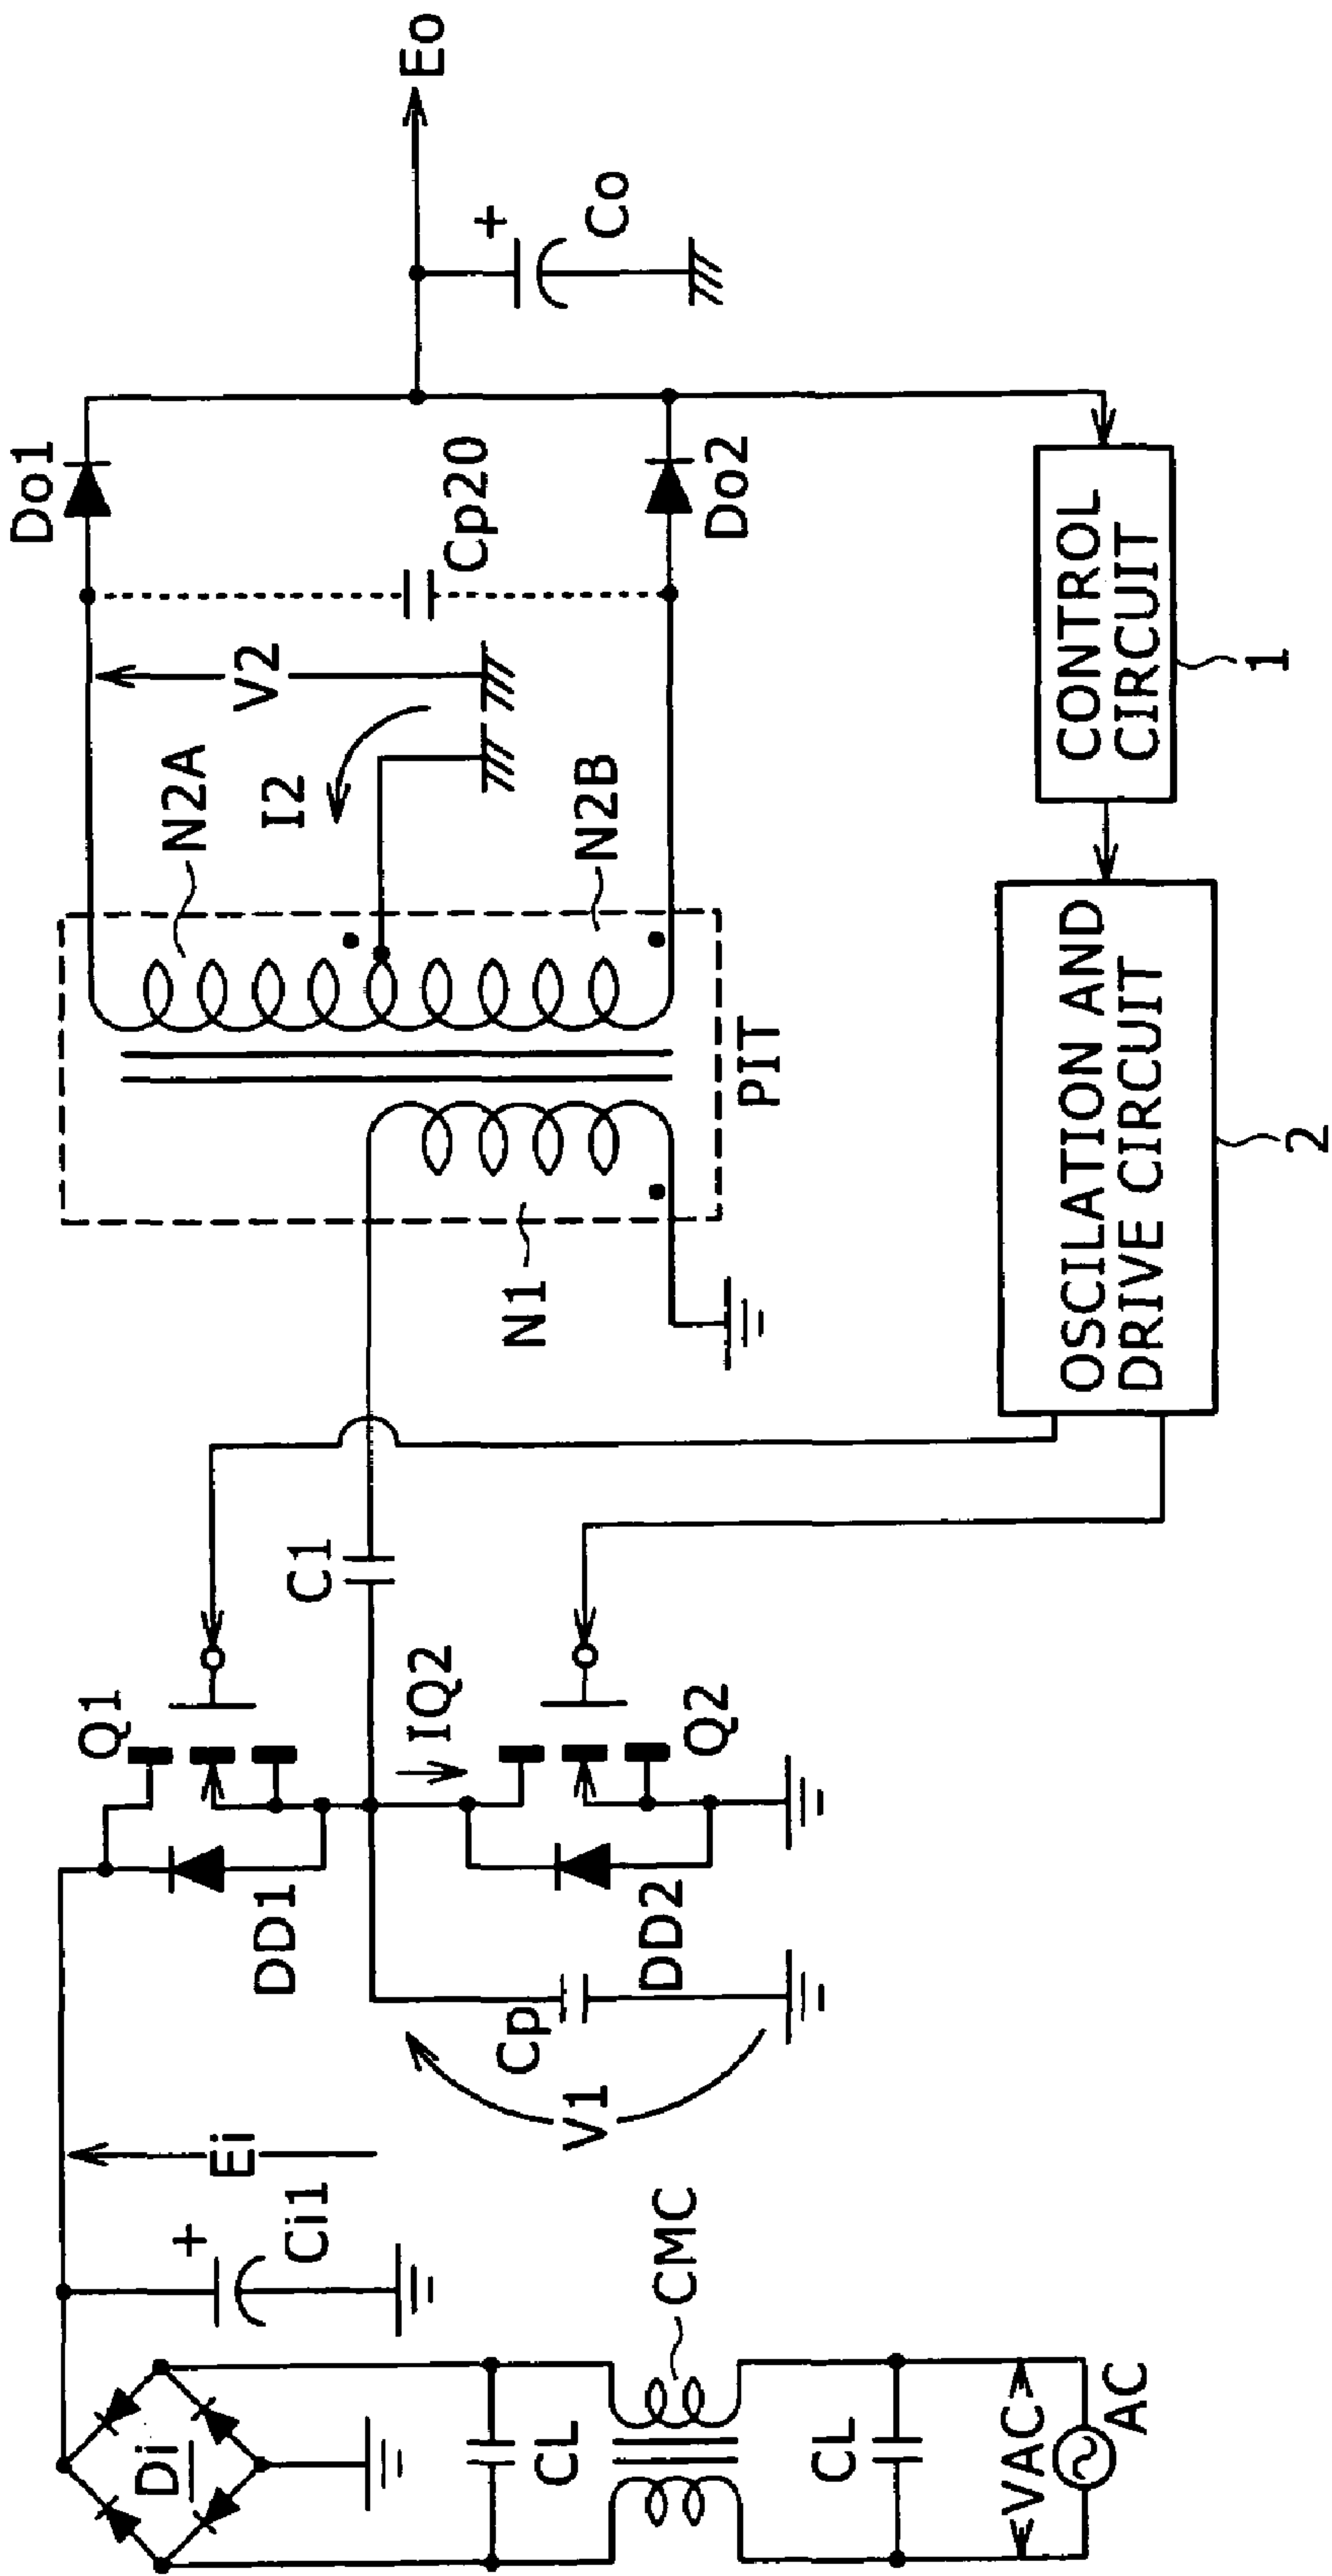 Di
CL
CMC
CL
VAC
AC
+
Ci1
Ei
V1
Cp
DD1
Q1
DD2
Q2
IQ2
C1
N1
PIT
N2A
N2B
I2
V2
Cp20
Do1
Do2
+
Co
Eo
OSCILATION AND
DRIVE CIRCUIT
2
CONTROL
CIRCUIT
1